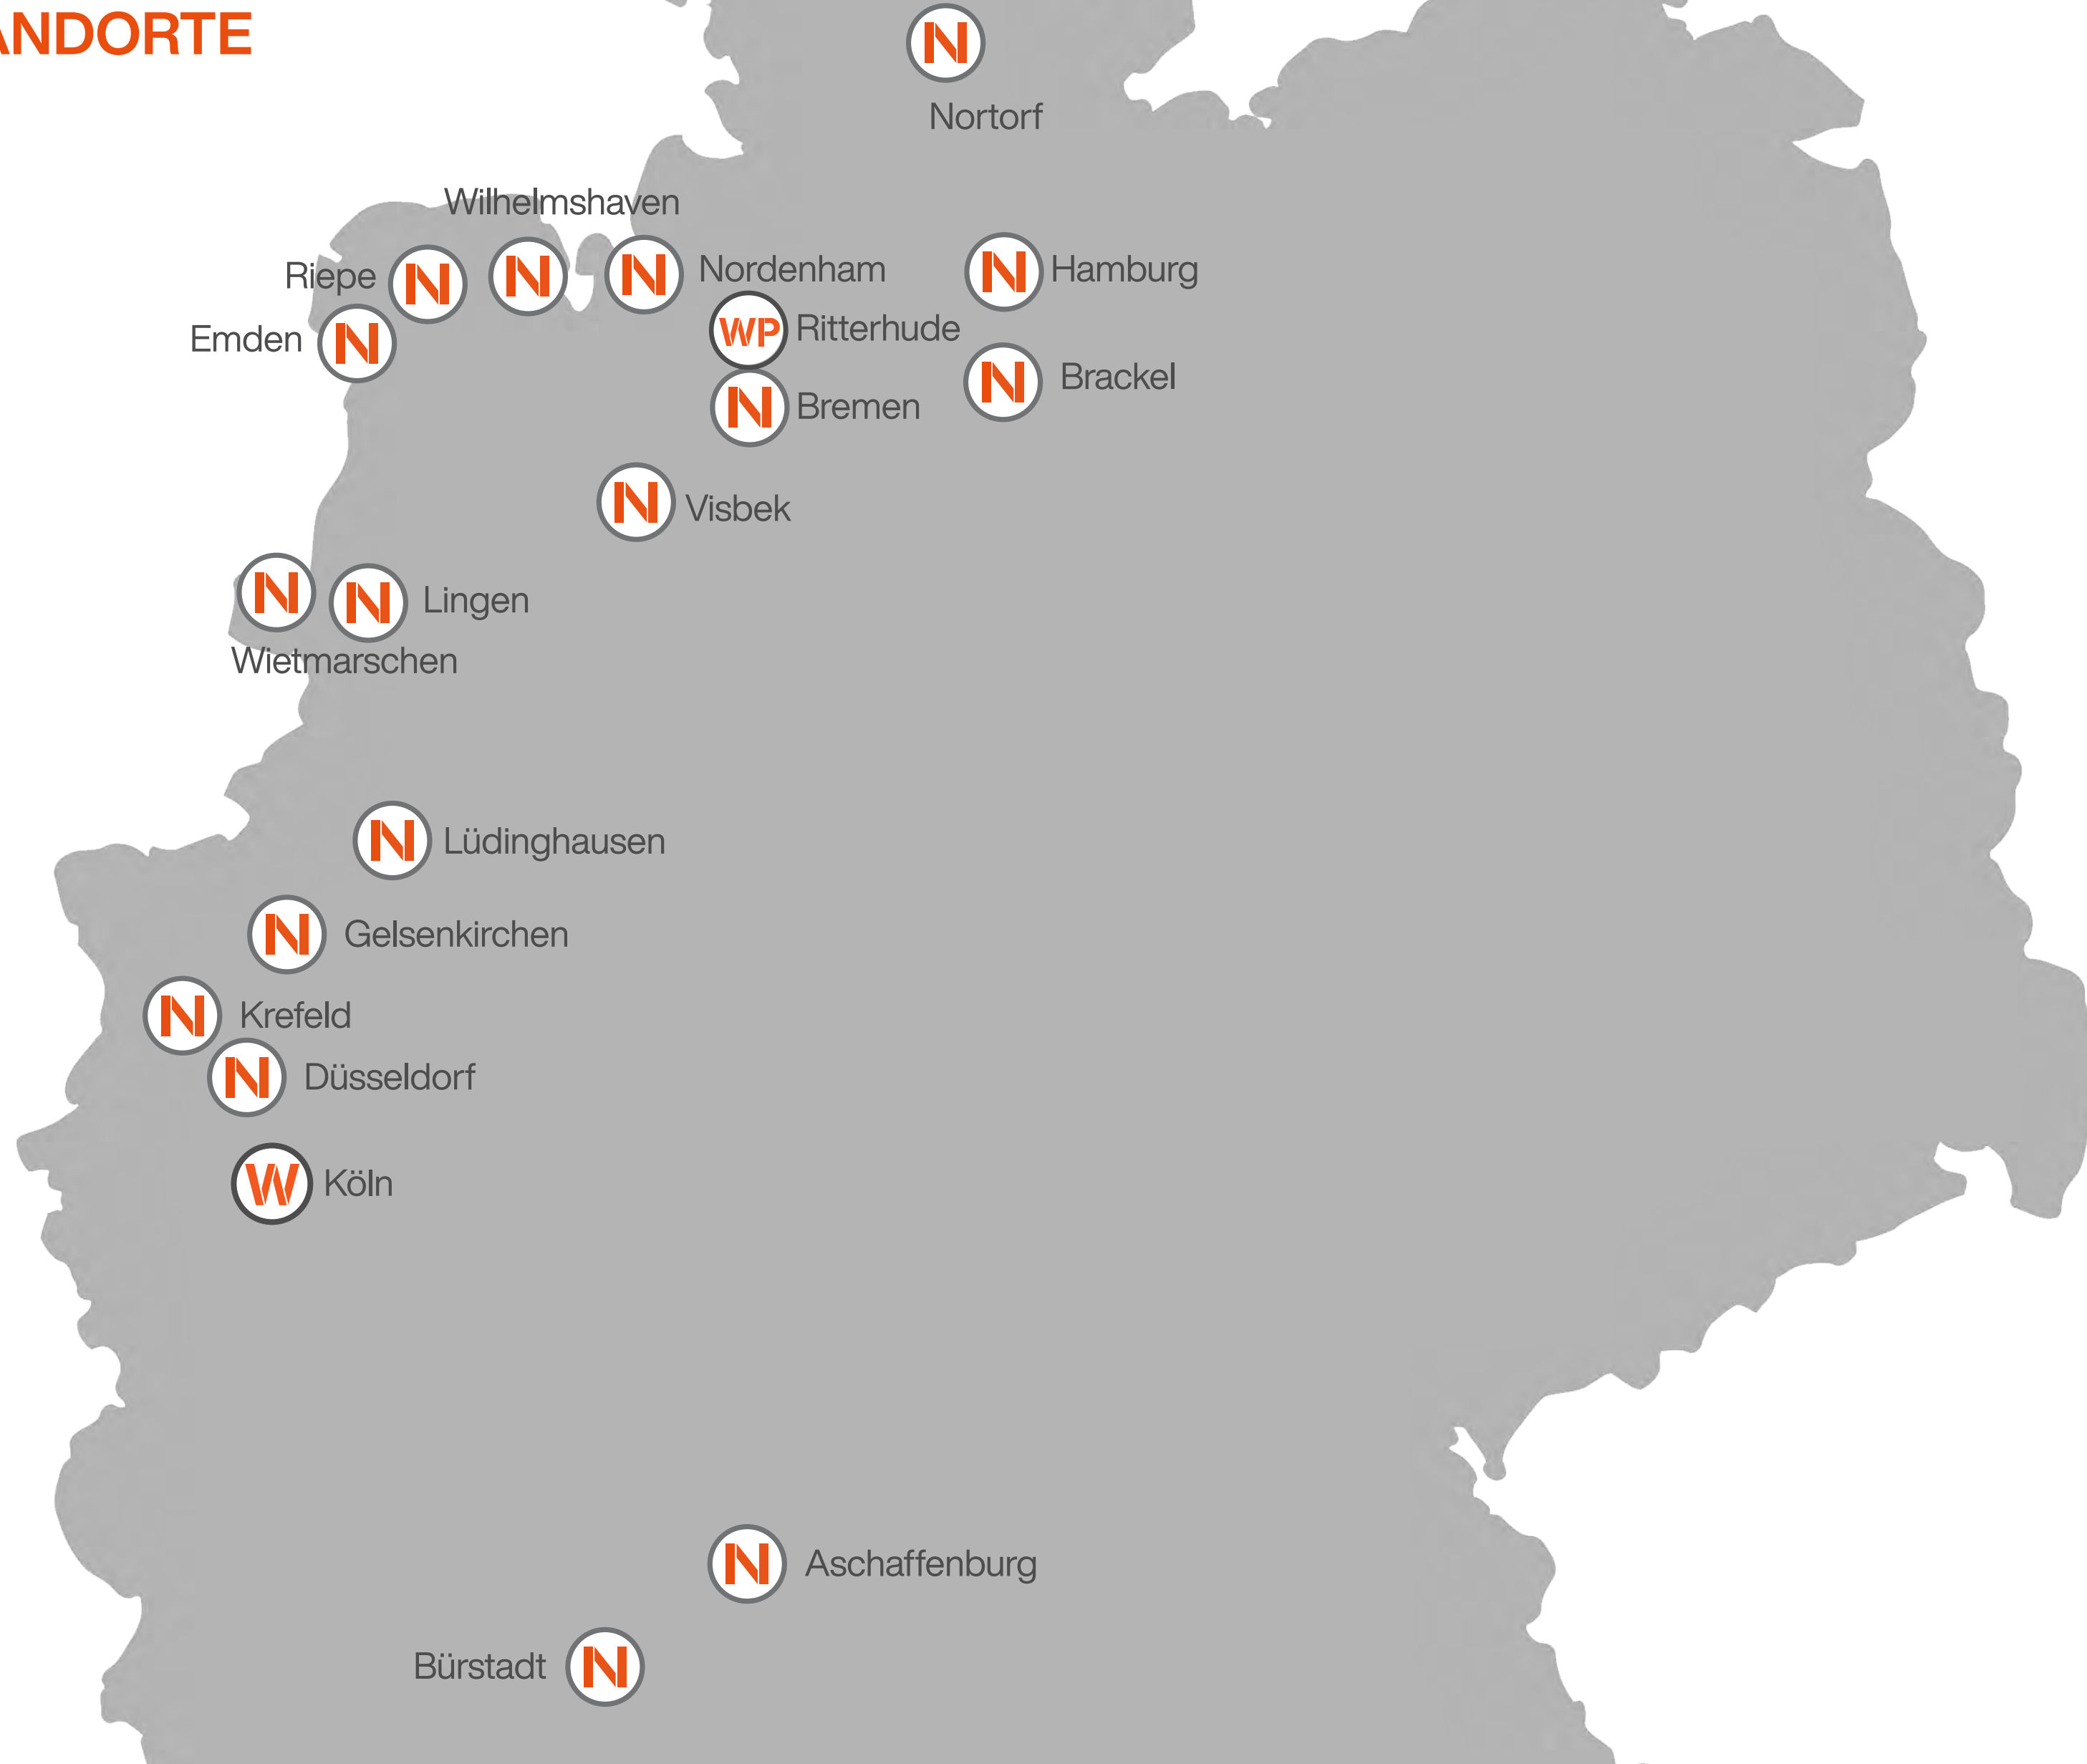 ANDORTE
N
Nortorf
Wilhelmshaven
Riepe N N N Nordenham N Hamburg
Emden N WP Ritterhude
N Bremen N Brackel
N Visbek
N N Lingen
Wietmarschen
N Lüdinghausen
N Gelsenkirchen
N Krefeld
N Düsseldorf
W Köln
N Aschaffenburg
Bürstadt N